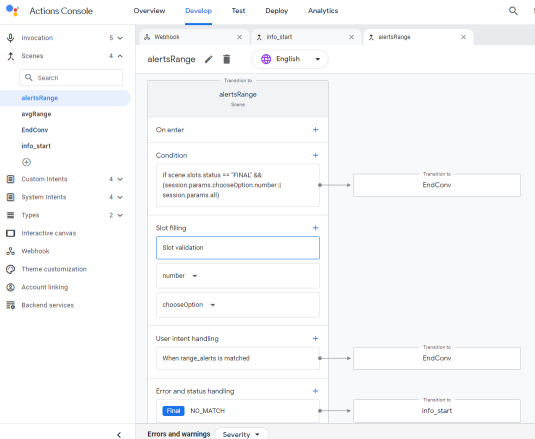 Actions Console
Overview
Develop
Test
Deploy
Analytics
Invocation
5
Scenes
4
Search
alertsRange
avgRange
EndConv
info_start
Custom Intents
4
System Intents
4
Types
2
Interactive canvas
Webhook
Theme customization
Account linking
Backend services
Webhook
info_start
alertsRange
alertsRange
English
Transition to
alertsRange
Scene
On enter
Condition
if scene.slots.status == "FINAL" &&
(session.params.chooseOption.number ||
session.params.all)
Transition to
EndConv
Slot filling
Slot validation
number
chooseOption
User intent handling
When range_alerts is matched
Transition to
EndConv
Error and status handling
Final NO_MATCH
Transition to
info_start
Errors and warnings
Severity